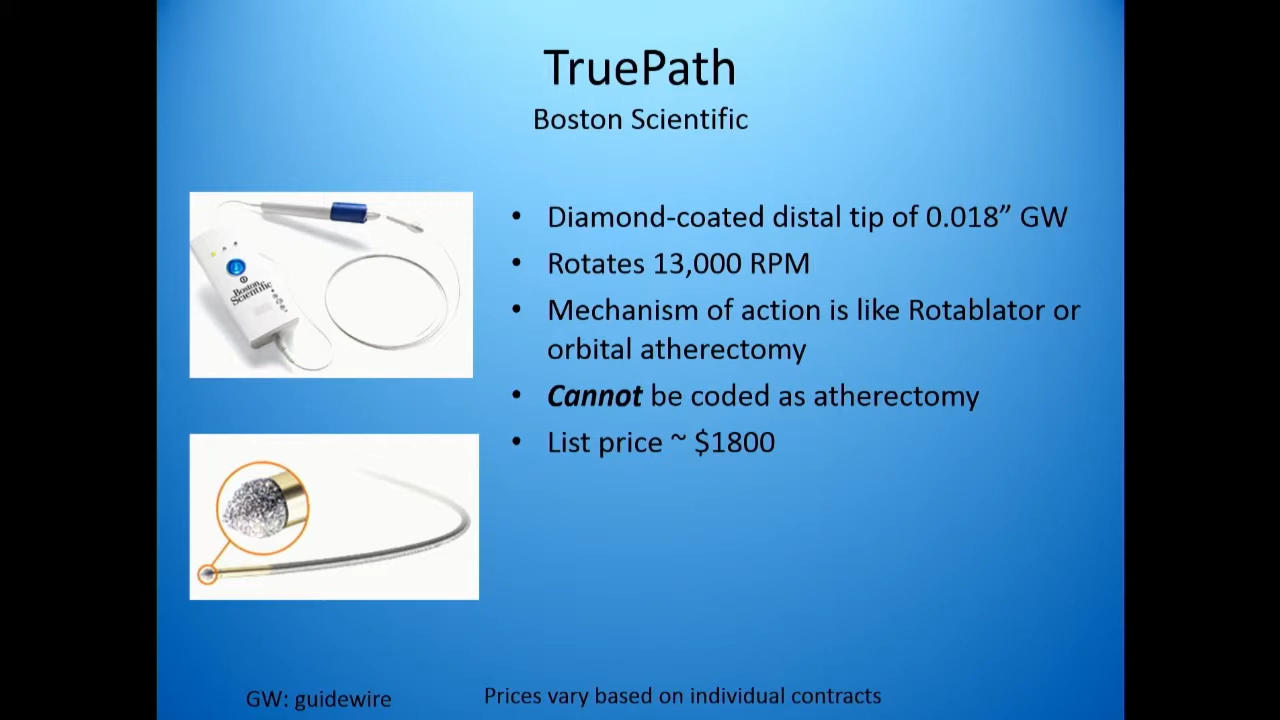 TruePath
Boston Scientific
• Diamond-coated distal tip of 0.018” GW
• Rotates 13,000 RPM
• Mechanism of action is like Rotablator or
orbital atherectomy
• Cannot be coded as atherectomy
• List price ~ $1800
Boston
Scientific
GW: guidewire
Prices vary based on individual contracts